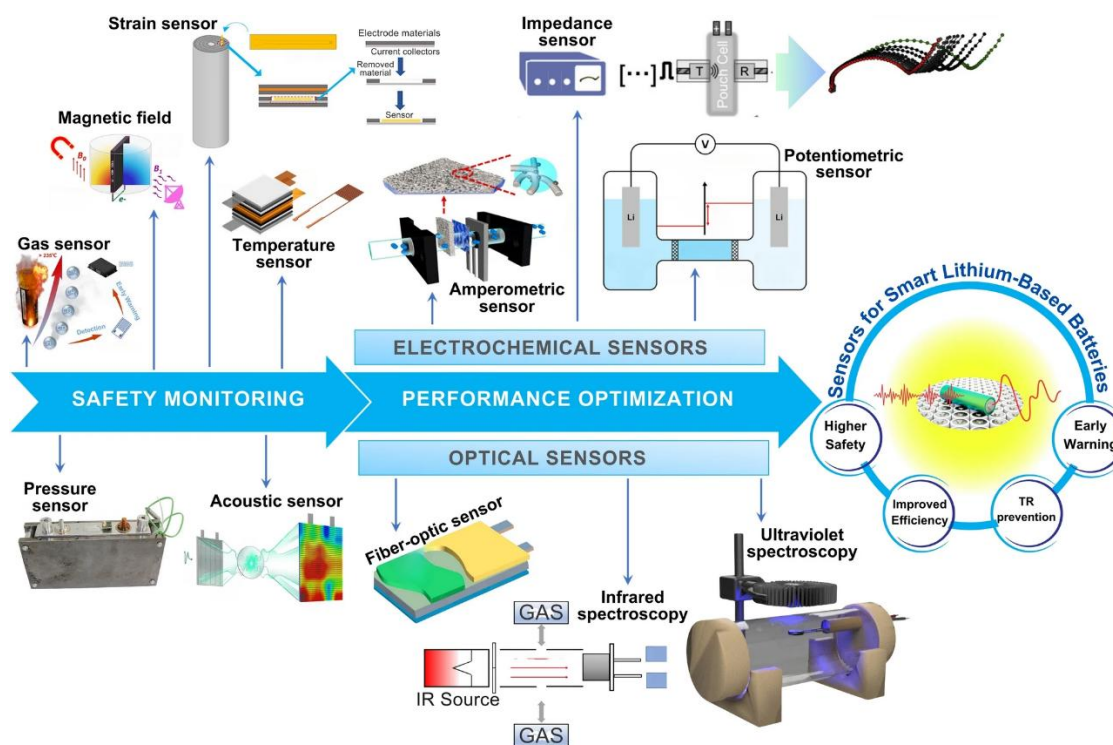 Strain sensor
Electrode materials
Current collectors
Removed
material
Sensor
Impedance
sensor
[•••]
T
R
Pouch Cell
Magnetic field
B0
B1
e-
Temperature
sensor
Gas sensor
Early Warning
Detection
Amperometric
sensor
V
Li
Li
Potentiometric
sensor
ELECTROCHEMICAL SENSORS
SAFETY MONITORING
PERFORMANCE OPTIMIZATION
OPTICAL SENSORS
Sensors for Smart Lithium-Based Batteries
Higher
Safety
Early
Warning
Improved
Efficiency
TR
prevention
Pressure
sensor
Acoustic sensor
Fiber-optic sensor
Infrared
spectroscopy
Ultraviolet
spectroscopy
GAS
IR Source
GAS